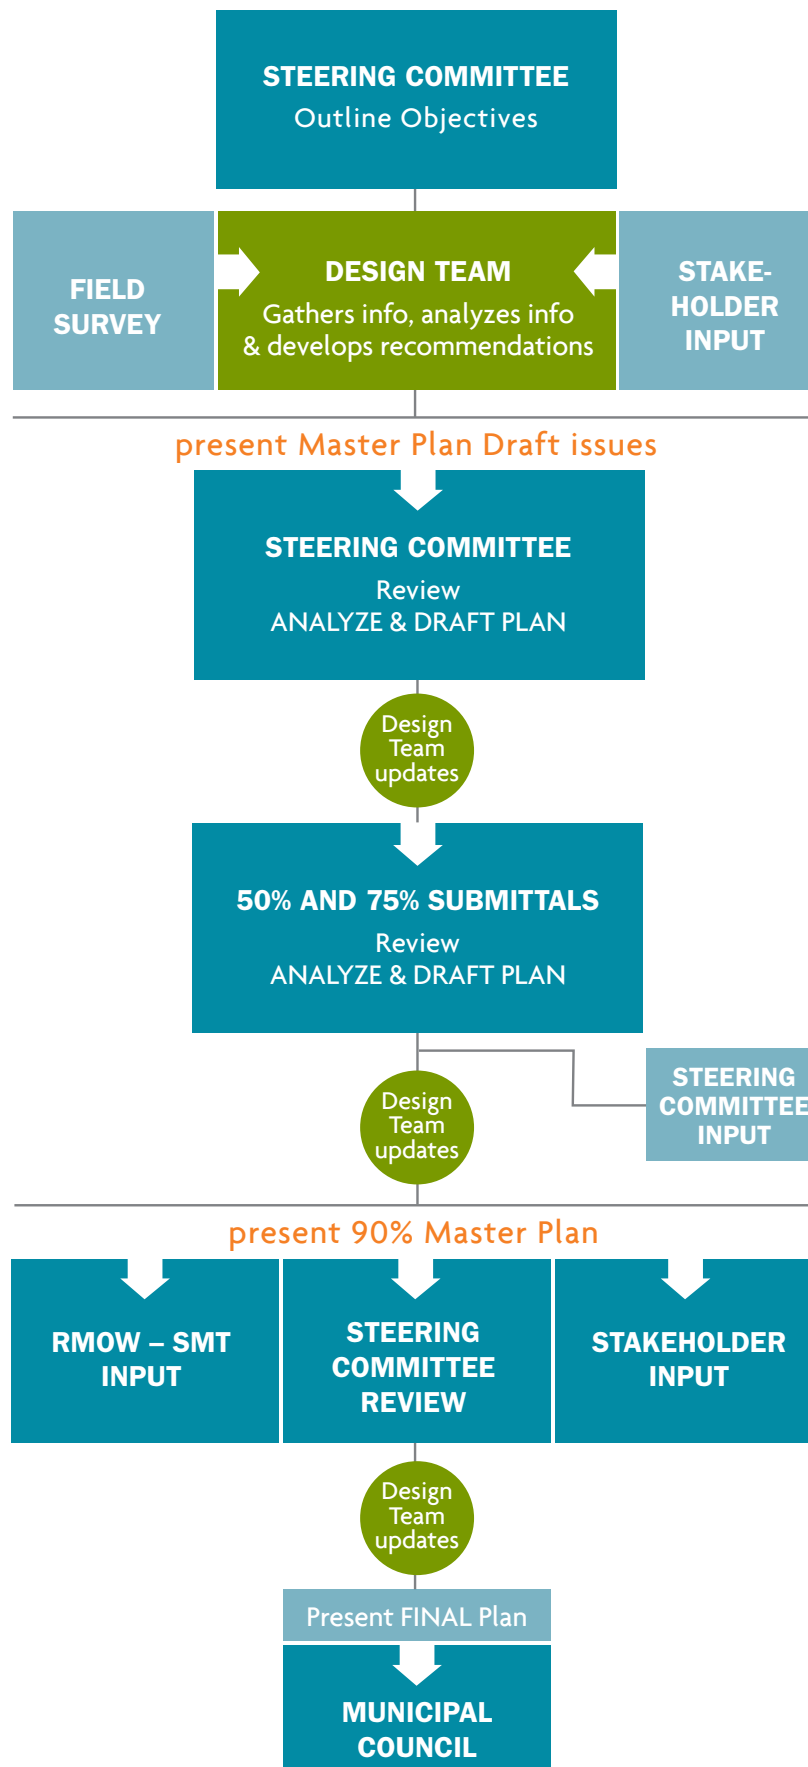 STEERING COMMITTEE
Outline Objectives
FIELD
SURVEY
DESIGN TEAM
Gathers info, analyzes info
& develops recommendations
STAKE-
HOLDER
INPUT
present Master Plan Draft issues
STEERING COMMITTEE
Review
ANALYZE & DRAFT PLAN
Design
Team
updates
50% AND 75% SUBMITTALS
Review
ANALYZE & DRAFT PLAN
STEERING
COMMITTEE
INPUT
Design
Team
updates
present 90% Master Plan
RMOW – SMT
INPUT
STEERING
COMMITTEE
REVIEW
STAKEHOLDER
INPUT
Design
Team
updates
Present FINAL Plan
MUNICIPAL
COUNCIL